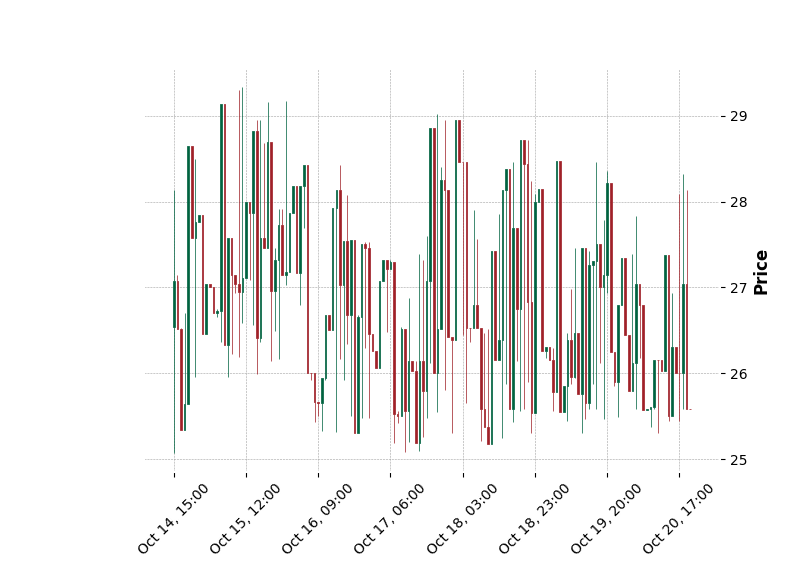 29
28
27
26
25
Price
Oct 14, 15:00
Oct 15, 12:00
Oct 16, 09:00
Oct 17, 06:00
Oct 18, 03:00
Oct 18, 23:00
Oct 19, 20:00
Oct 20, 17:00